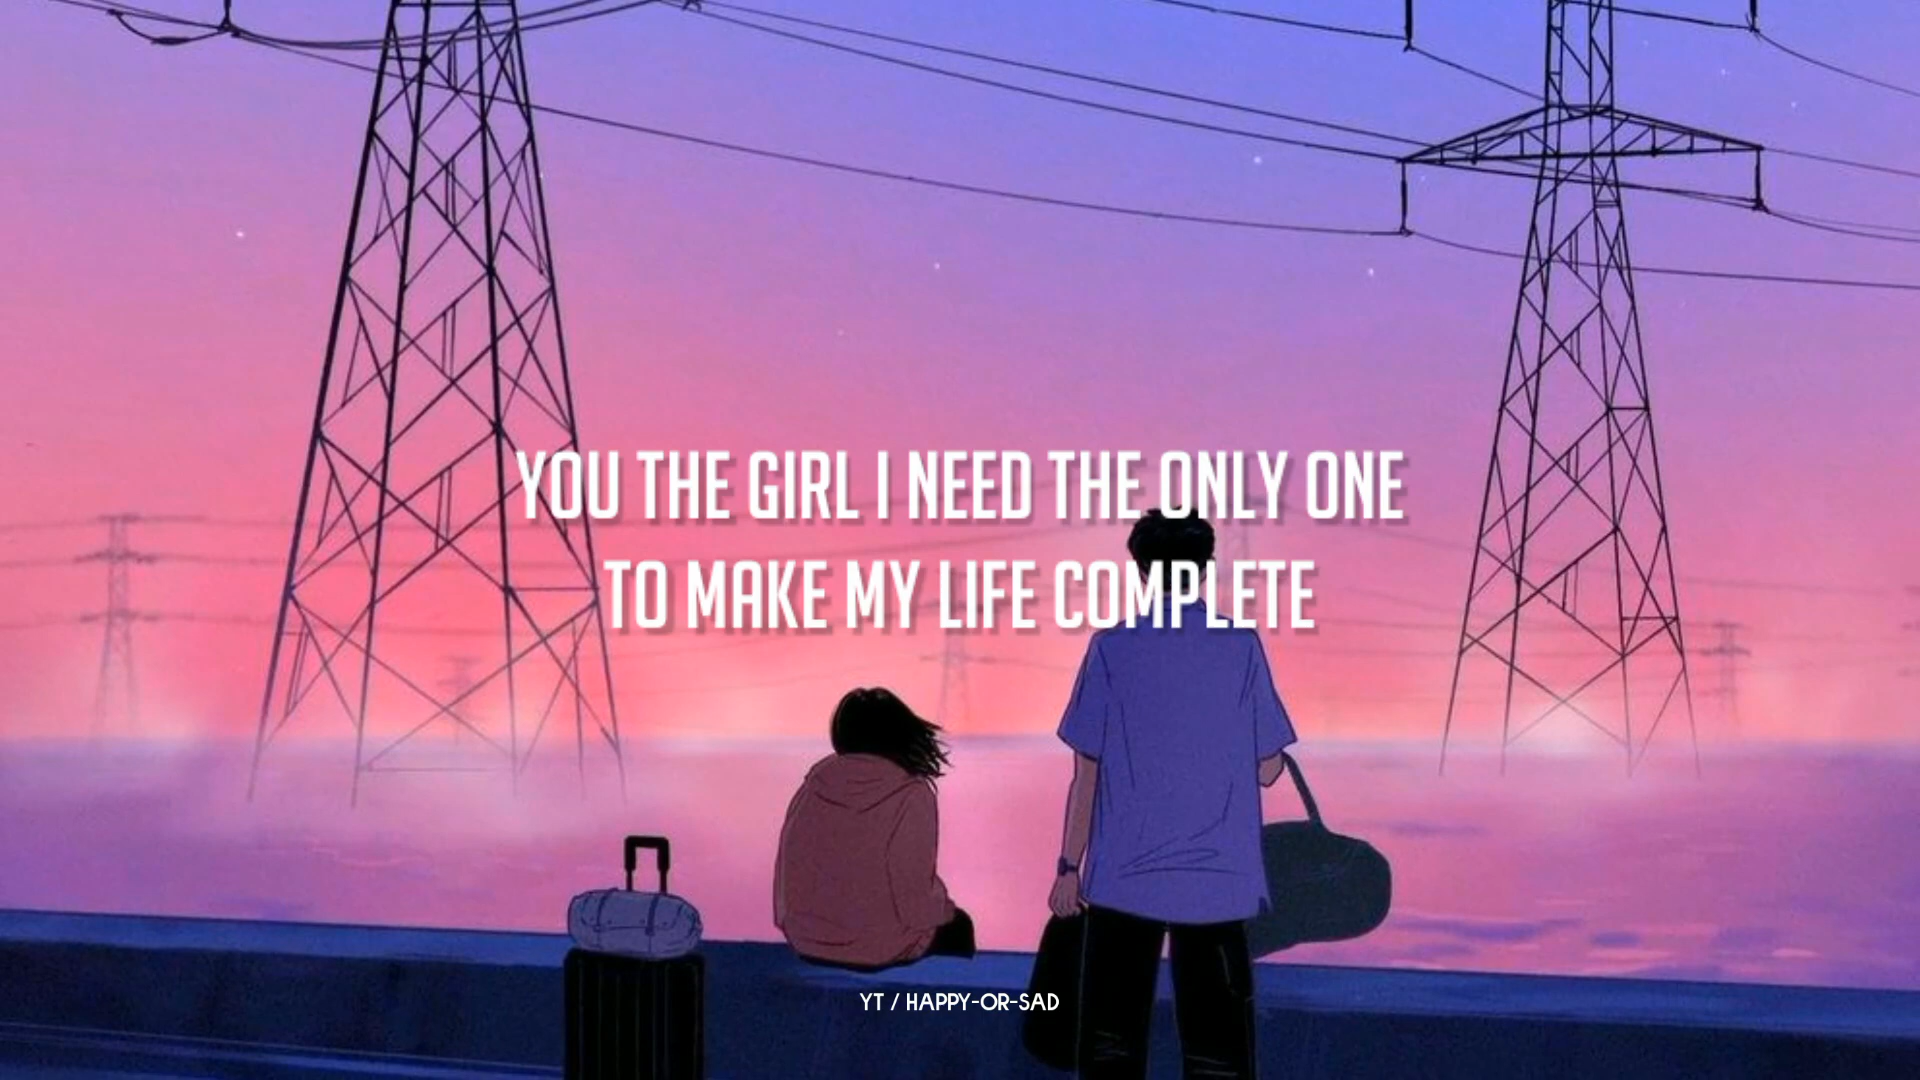 YOU THE GIRL I NEED THE ONLY ONE
TO MAKE MY LIFE COMPLETE
YT / HAPPY-OR-SAD